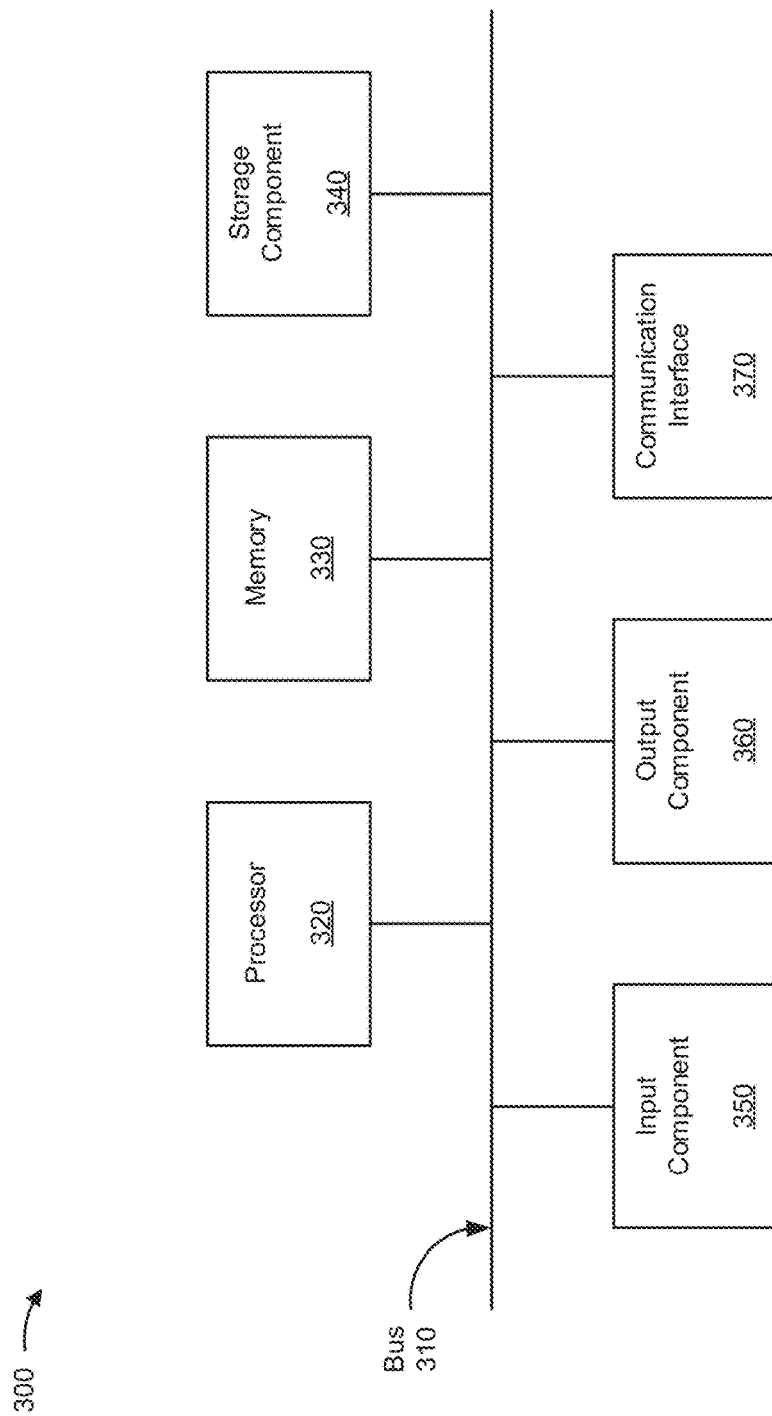 300
Processor
320
Memory
330
Storage
Component
340
Bus
310
Input
Component
350
Output
Component
360
Communication
Interface
370